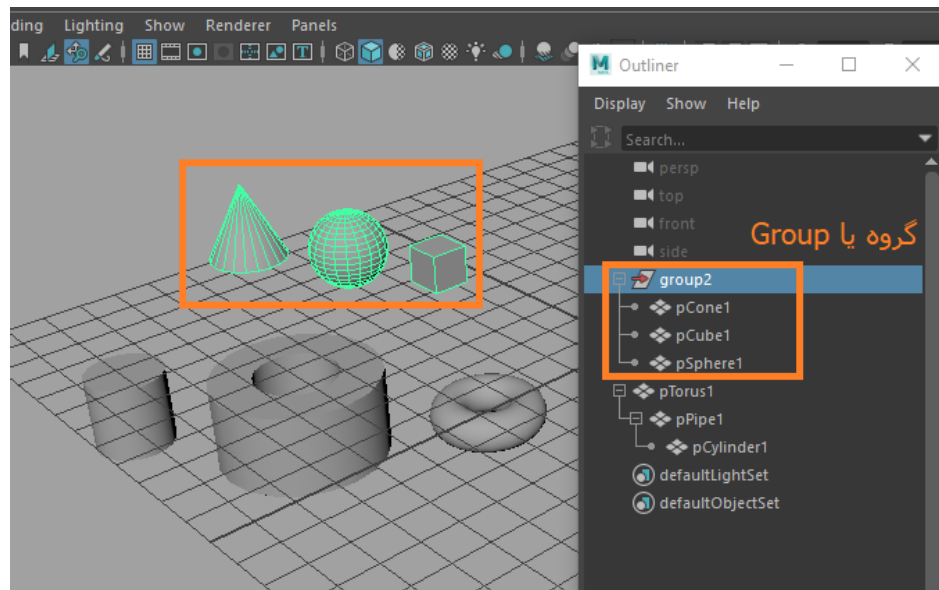 ding Lighting Show Renderer Panels
Outliner
Display Show Help
Search...
persp
top
front
side
گروه یا Group
group2
pCone1
pCube1
pSphere1
pTorus1
pPipe1
pCylinder1
defaultLightSet
defaultObjectSet